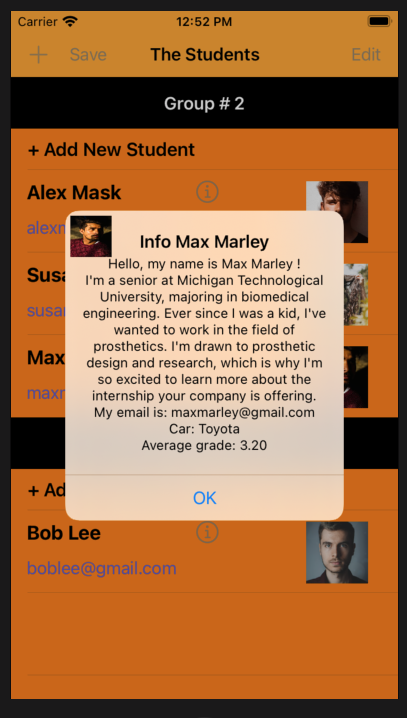 Carrier 12:52 PM
Save The Students Edit
Group # 2
+ Add New Student
Alex Mask
alexm
Info Max Marley
Hello, my name is Max Marley !
I'm a senior at Michigan Technological
University, majoring in biomedical
engineering. Ever since I was a kid, I've
wanted to work in the field of
prosthetics. I'm drawn to prosthetic
design and research, which is why I'm
so excited to learn more about the
internship your company is offering.
My email is: maxmarley@gmail.com
Car: Toyota
Average grade: 3.20
OK
Susa
susar
Max
maxr
+ Ad
Bob Lee
boblee@gmail.com